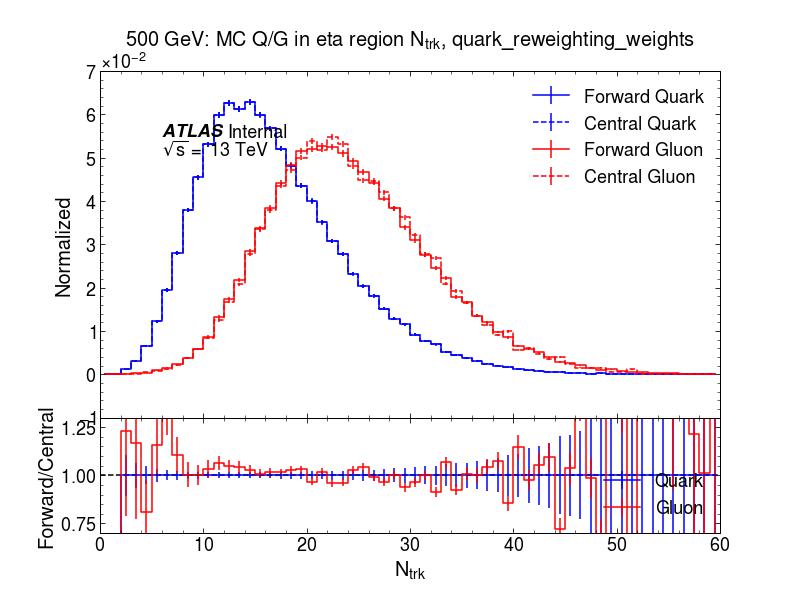 500 GeV: MC Q/G in eta region N_trk, quark_reweighting_weights
×10⁻²
7
6
5
4
3
2
1
0
−1
Normalized
ATLAS Internal
√s = 13 TeV
Forward Quark
Central Quark
Forward Gluon
Central Gluon
1.25
1.00
0.75
Forward/Central
Quark
Gluon
0 10 20 30 40 50 60
N_trk